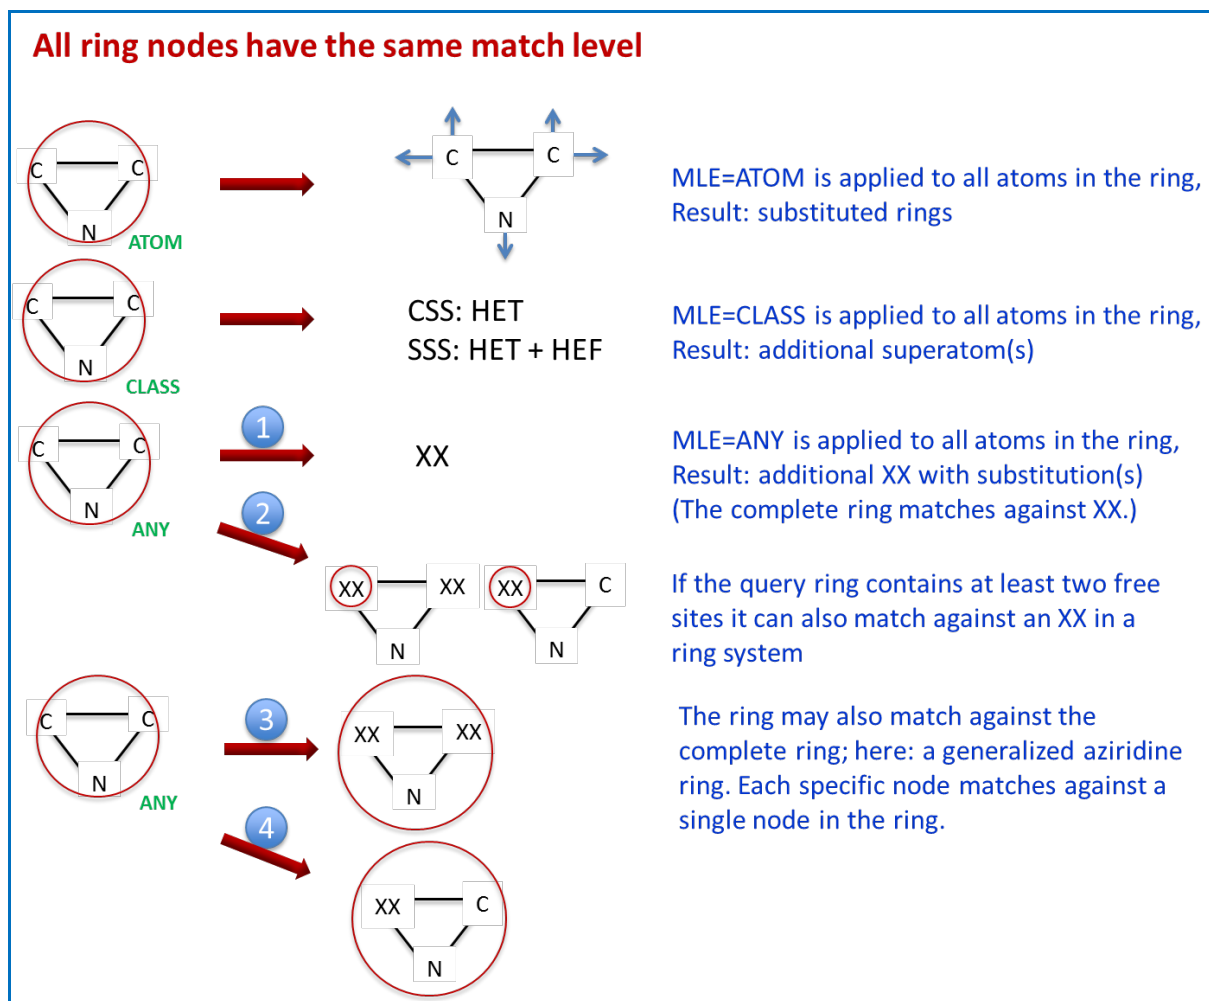 All ring nodes have the same match level
C C
N
ATOM
C C
N
MLE=ATOM is applied to all atoms in the ring,
Result: substituted rings
C C
N
CLASS
CSS: HET
SSS: HET + HEF
MLE=CLASS is applied to all atoms in the ring,
Result: additional superatom(s)
C C
N
ANY
1
XX
MLE=ANY is applied to all atoms in the ring,
Result: additional XX with substitution(s)
(The complete ring matches against XX.)
2
XX XX
N
XX C
N
If the query ring contains at least two free
sites it can also match against an XX in a
ring system
C C
N
ANY
3
XX XX
N
The ring may also match against the
complete ring; here: a generalized aziridine
ring. Each specific node matches against a
single node in the ring.
4
XX C
N